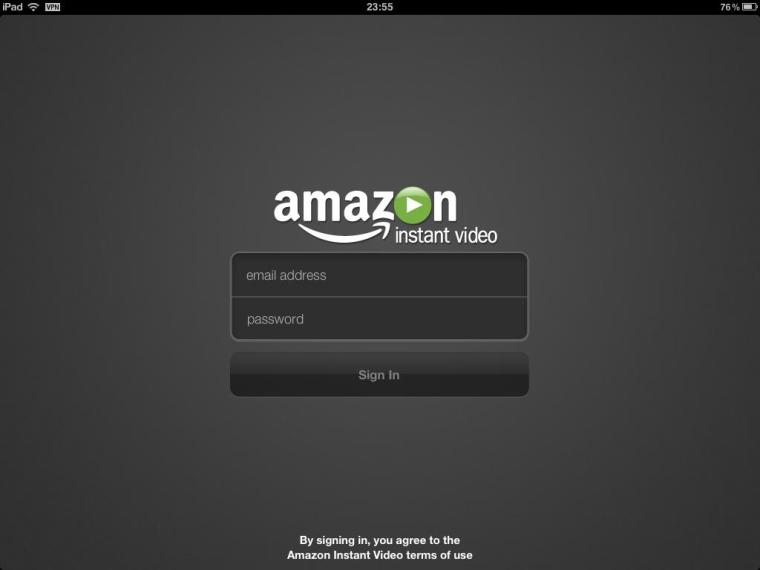 iPad VPN 23:55 76%
amazon
instant video
email address
password
Sign In
By signing in, you agree to the
Amazon Instant Video terms of use